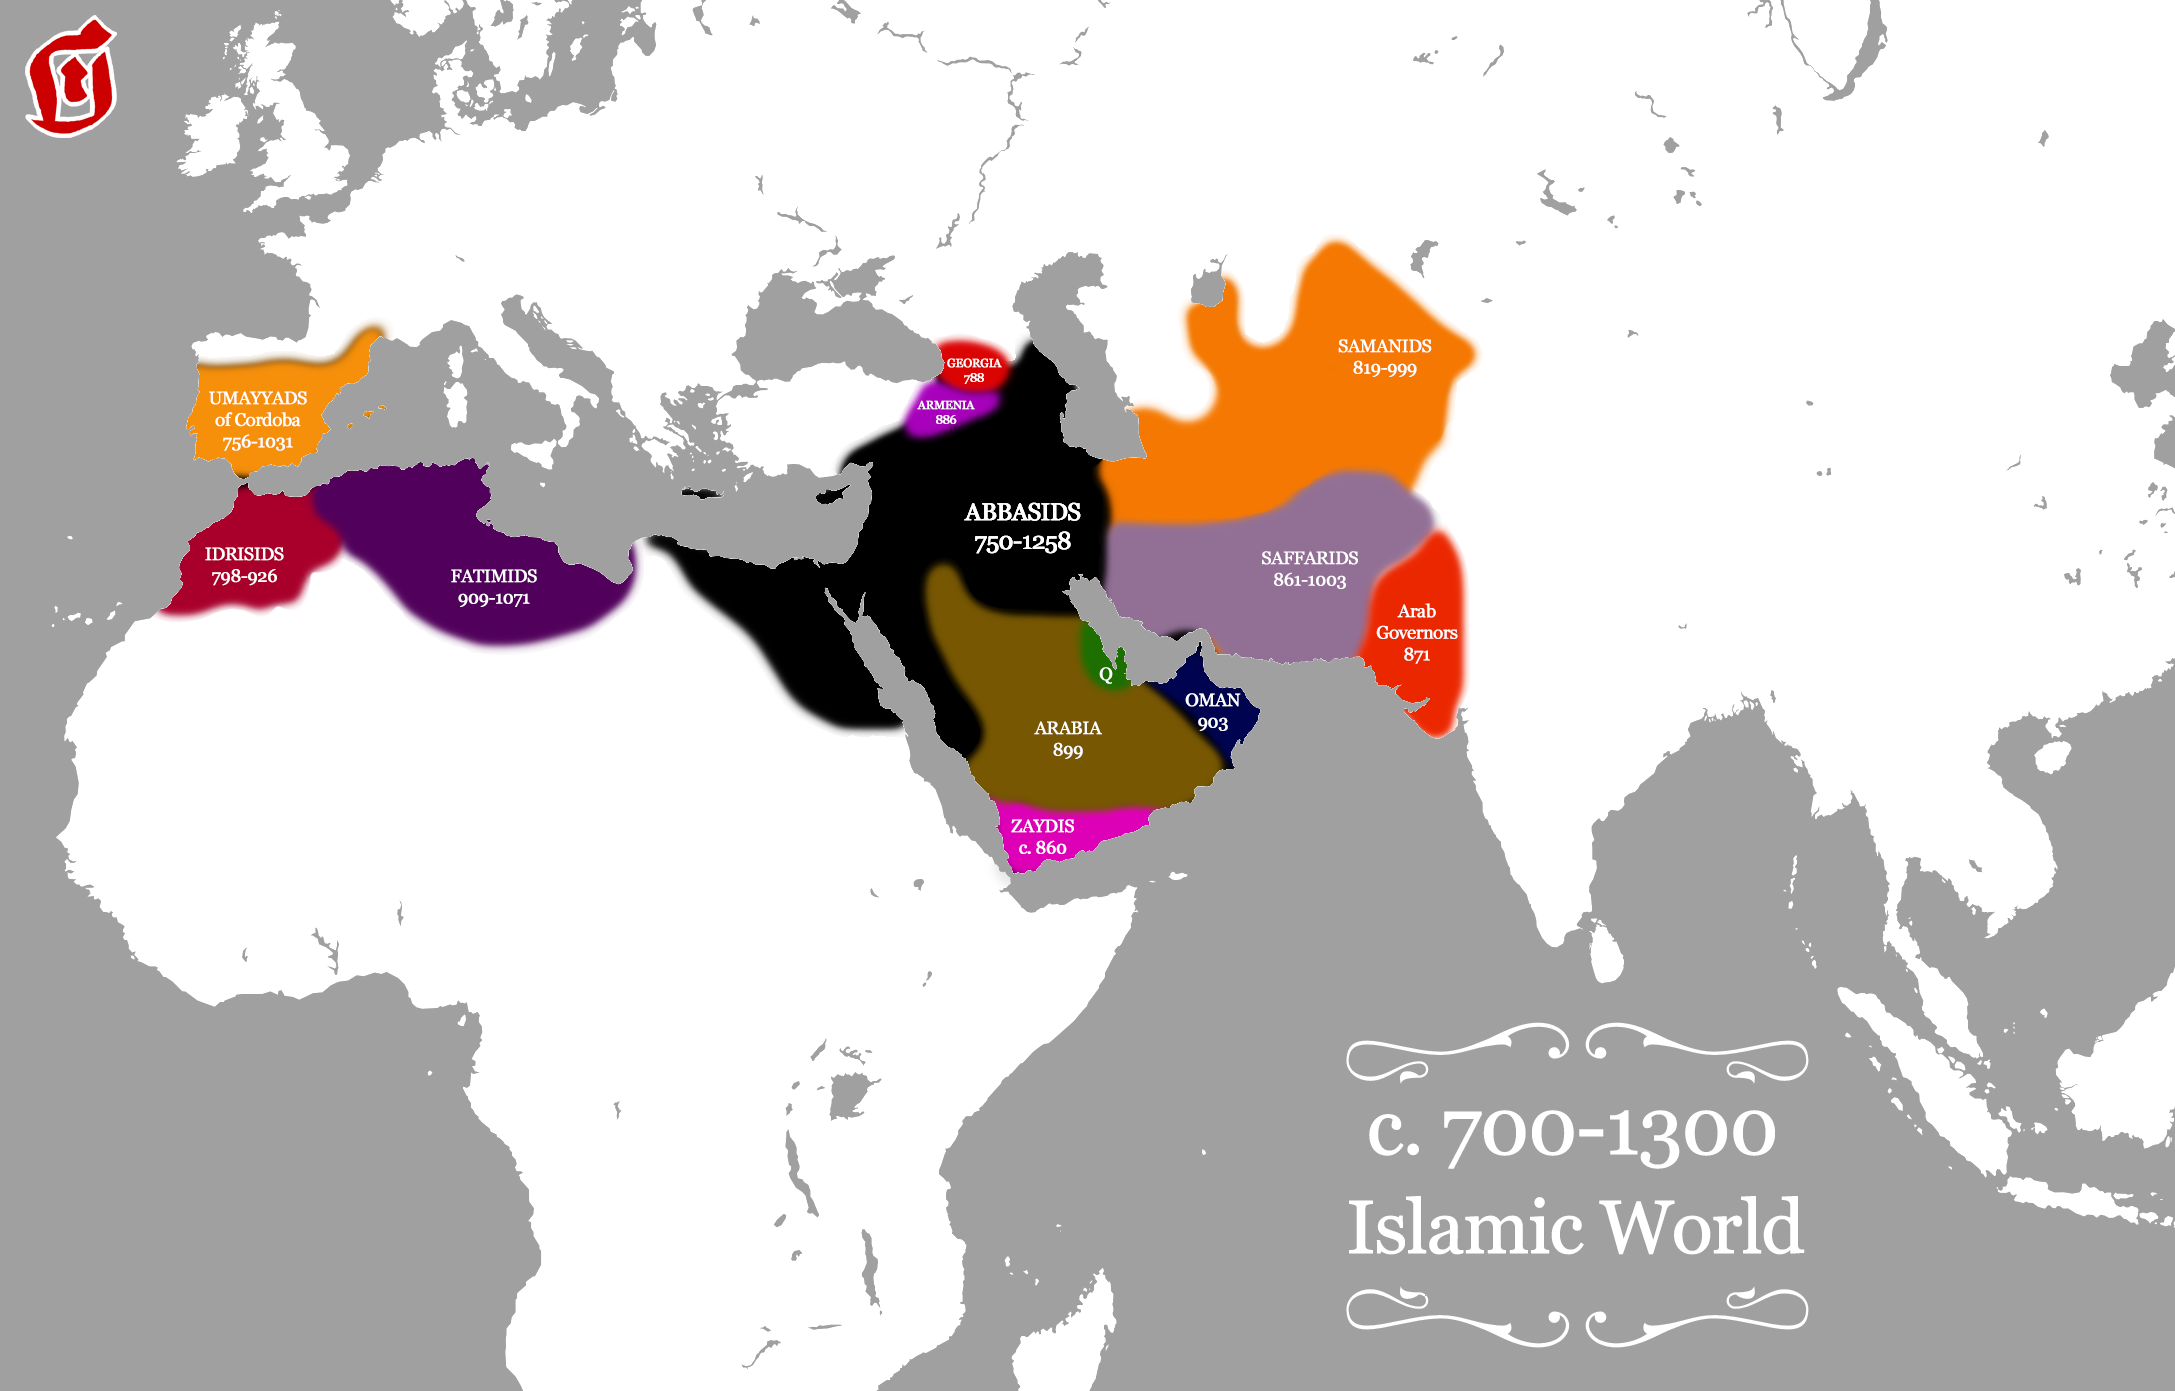 GEORGIA
788
SAMANIDS
819-999
UMAYYADS
of Cordoba
756-1031
ARMENIA
886
ABBASIDS
750-1258
IDRISIDS
798-926
FATIMIDS
909-1071
SAFFARIDS
861-1003
Arab
Governors
871
Q
OMAN
903
ARABIA
899
ZAYDIS
c. 860
c. 700-1300
Islamic World